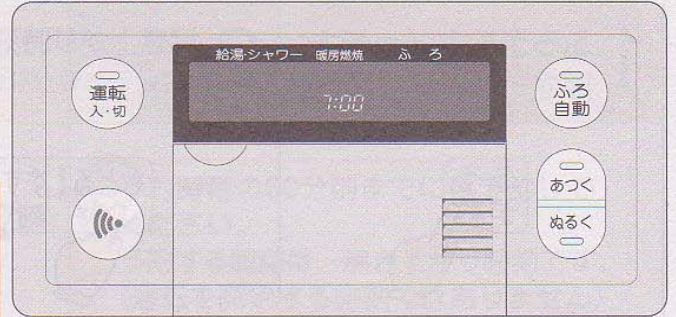 給湯・シャワー 暖房燃焼 ふろ
7:00
運転
入・切
ふろ
自動
あつく
ぬるく